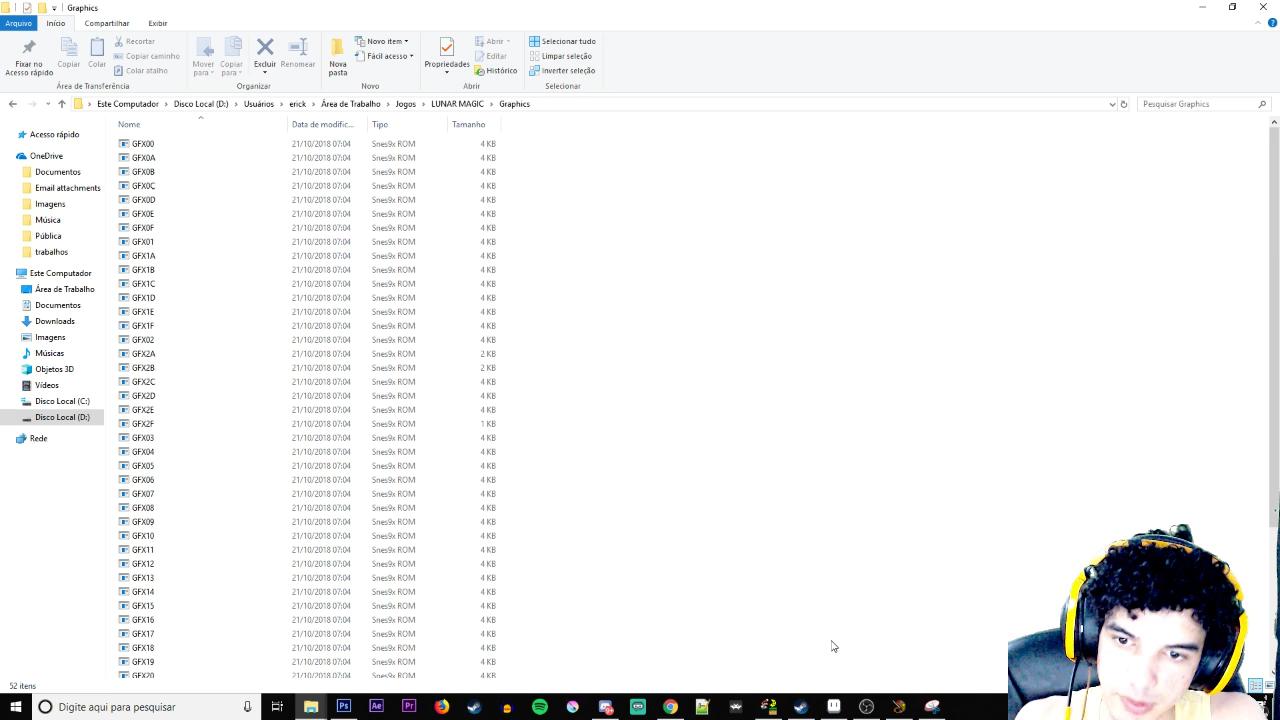 Graphics
Arquivo Início Compartilhar Exibir
Fixar no Acesso rápido
Copiar
Colar
Recortar
Copiar caminho
Colar atalho
Mover para
Copiar para
Excluir
Renomear
Nova pasta
Novo item
Fácil acesso
Propriedades
Abrir
Editar
Histórico
Selecionar tudo
Limpar seleção
Inverter seleção
Área de Transferência Organizar Novo Abrir Selecionar
Este Computador Disco Local (D:) Usuários erick Área de Trabalho Jogos LUNAR MAGIC Graphics
Pesquisar Graphics
Acesso rápido
OneDrive
Documentos
Email attachments
Imagens
Música
Pública
trabalhos
Este Computador
Área de Trabalho
Documentos
Downloads
Imagens
Músicas
Objetos 3D
Vídeos
Disco Local (C:)
Disco Local (D:)
Rede
Nome Data de modific... Tipo Tamanho
GFX00 21/10/2018 07:04 Snes9x ROM 4 KB
GFX0A 21/10/2018 07:04 Snes9x ROM 4 KB
GFX0B 21/10/2018 07:04 Snes9x ROM 4 KB
GFX0C 21/10/2018 07:04 Snes9x ROM 4 KB
GFX0D 21/10/2018 07:04 Snes9x ROM 4 KB
GFX0E 21/10/2018 07:04 Snes9x ROM 4 KB
GFX0F 21/10/2018 07:04 Snes9x ROM 4 KB
GFX01 21/10/2018 07:04 Snes9x ROM 4 KB
GFX1A 21/10/2018 07:04 Snes9x ROM 4 KB
GFX1B 21/10/2018 07:04 Snes9x ROM 4 KB
GFX1C 21/10/2018 07:04 Snes9x ROM 4 KB
GFX1D 21/10/2018 07:04 Snes9x ROM 4 KB
GFX1E 21/10/2018 07:04 Snes9x ROM 4 KB
GFX1F 21/10/2018 07:04 Snes9x ROM 4 KB
GFX02 21/10/2018 07:04 Snes9x ROM 4 KB
GFX2A 21/10/2018 07:04 Snes9x ROM 2 KB
GFX2B 21/10/2018 07:04 Snes9x ROM 2 KB
GFX2C 21/10/2018 07:04 Snes9x ROM 4 KB
GFX2D 21/10/2018 07:04 Snes9x ROM 4 KB
GFX2E 21/10/2018 07:04 Snes9x ROM 4 KB
GFX2F 21/10/2018 07:04 Snes9x ROM 1 KB
GFX03 21/10/2018 07:04 Snes9x ROM 4 KB
GFX04 21/10/2018 07:04 Snes9x ROM 4 KB
GFX05 21/10/2018 07:04 Snes9x ROM 4 KB
GFX06 21/10/2018 07:04 Snes9x ROM 4 KB
GFX07 21/10/2018 07:04 Snes9x ROM 4 KB
GFX08 21/10/2018 07:04 Snes9x ROM 4 KB
GFX09 21/10/2018 07:04 Snes9x ROM 4 KB
GFX10 21/10/2018 07:04 Snes9x ROM 4 KB
GFX11 21/10/2018 07:04 Snes9x ROM 4 KB
GFX12 21/10/2018 07:04 Snes9x ROM 4 KB
GFX13 21/10/2018 07:04 Snes9x ROM 4 KB
GFX14 21/10/2018 07:04 Snes9x ROM 4 KB
GFX15 21/10/2018 07:04 Snes9x ROM 4 KB
GFX16 21/10/2018 07:04 Snes9x ROM 4 KB
GFX17 21/10/2018 07:04 Snes9x ROM 4 KB
GFX18 21/10/2018 07:04 Snes9x ROM 4 KB
GFX19 21/10/2018 07:04 Snes9x ROM 4 KB
GFX20 21/10/2018 07:04 Snes9x ROM 4 KB
52 itens
Digite aqui para pesquisar
Ps Ae Pr